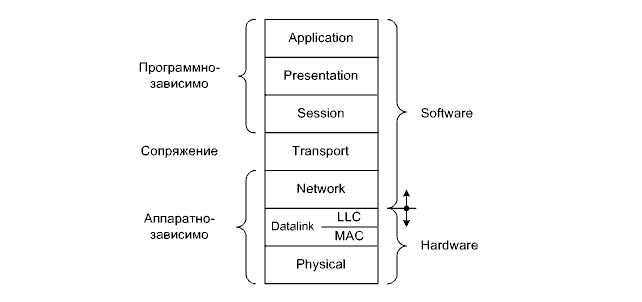 Application
Программно-
зависимо
Presentation
Session
Software
Сопряжение
Transport
Network
Аппаратно-
зависимо
Datalink
LLC
MAC
Hardware
Physical